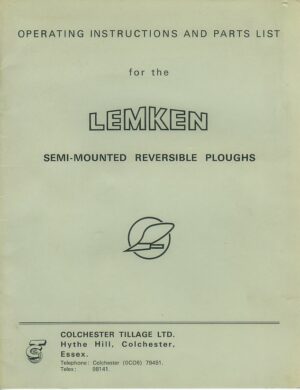 OPERATING INSTRUCTIONS AND PARTS LIST
for the
LEMKEN
SEMI-MOUNTED REVERSIBLE PLOUGHS
COLCHESTER TILLAGE LTD.
Hythe Hill, Colchester,
Essex.
Telephone: Colchester (0CO6) 79451.
Telex: 98141.